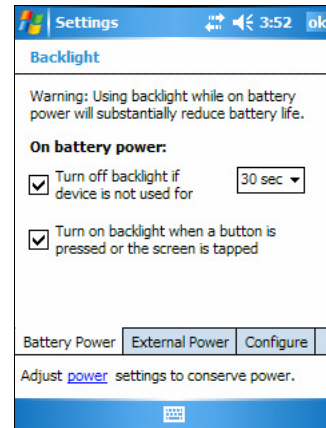 Settings 3:52 ok
Backlight
Warning: Using backlight while on battery
power will substantially reduce battery life.
On battery power:
Turn off backlight if
device is not used for
30 sec
Turn on backlight when a button is
pressed or the screen is tapped
Battery Power External Power Configure
Adjust power settings to conserve power.